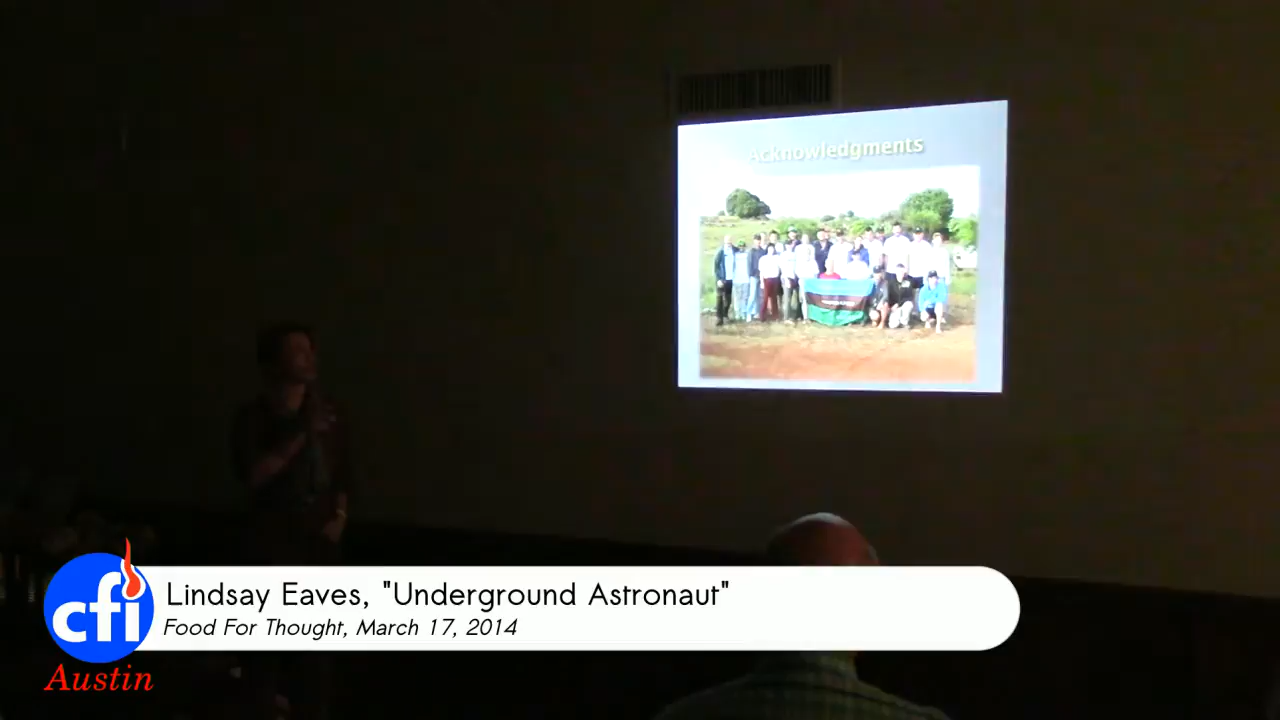 Acknowledgments
Lindsay Eaves, "Underground Astronaut"
Food For Thought, March 17, 2014
cfi
Austin